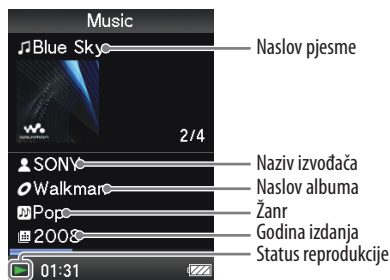 Music
Blue Sky
Naslov pjesme
2/4
SONY
Naziv izvođača
Walkman
Naslov albuma
Pop
Žanr
2008
Godina izdanja
Status reprodukcije
01:31